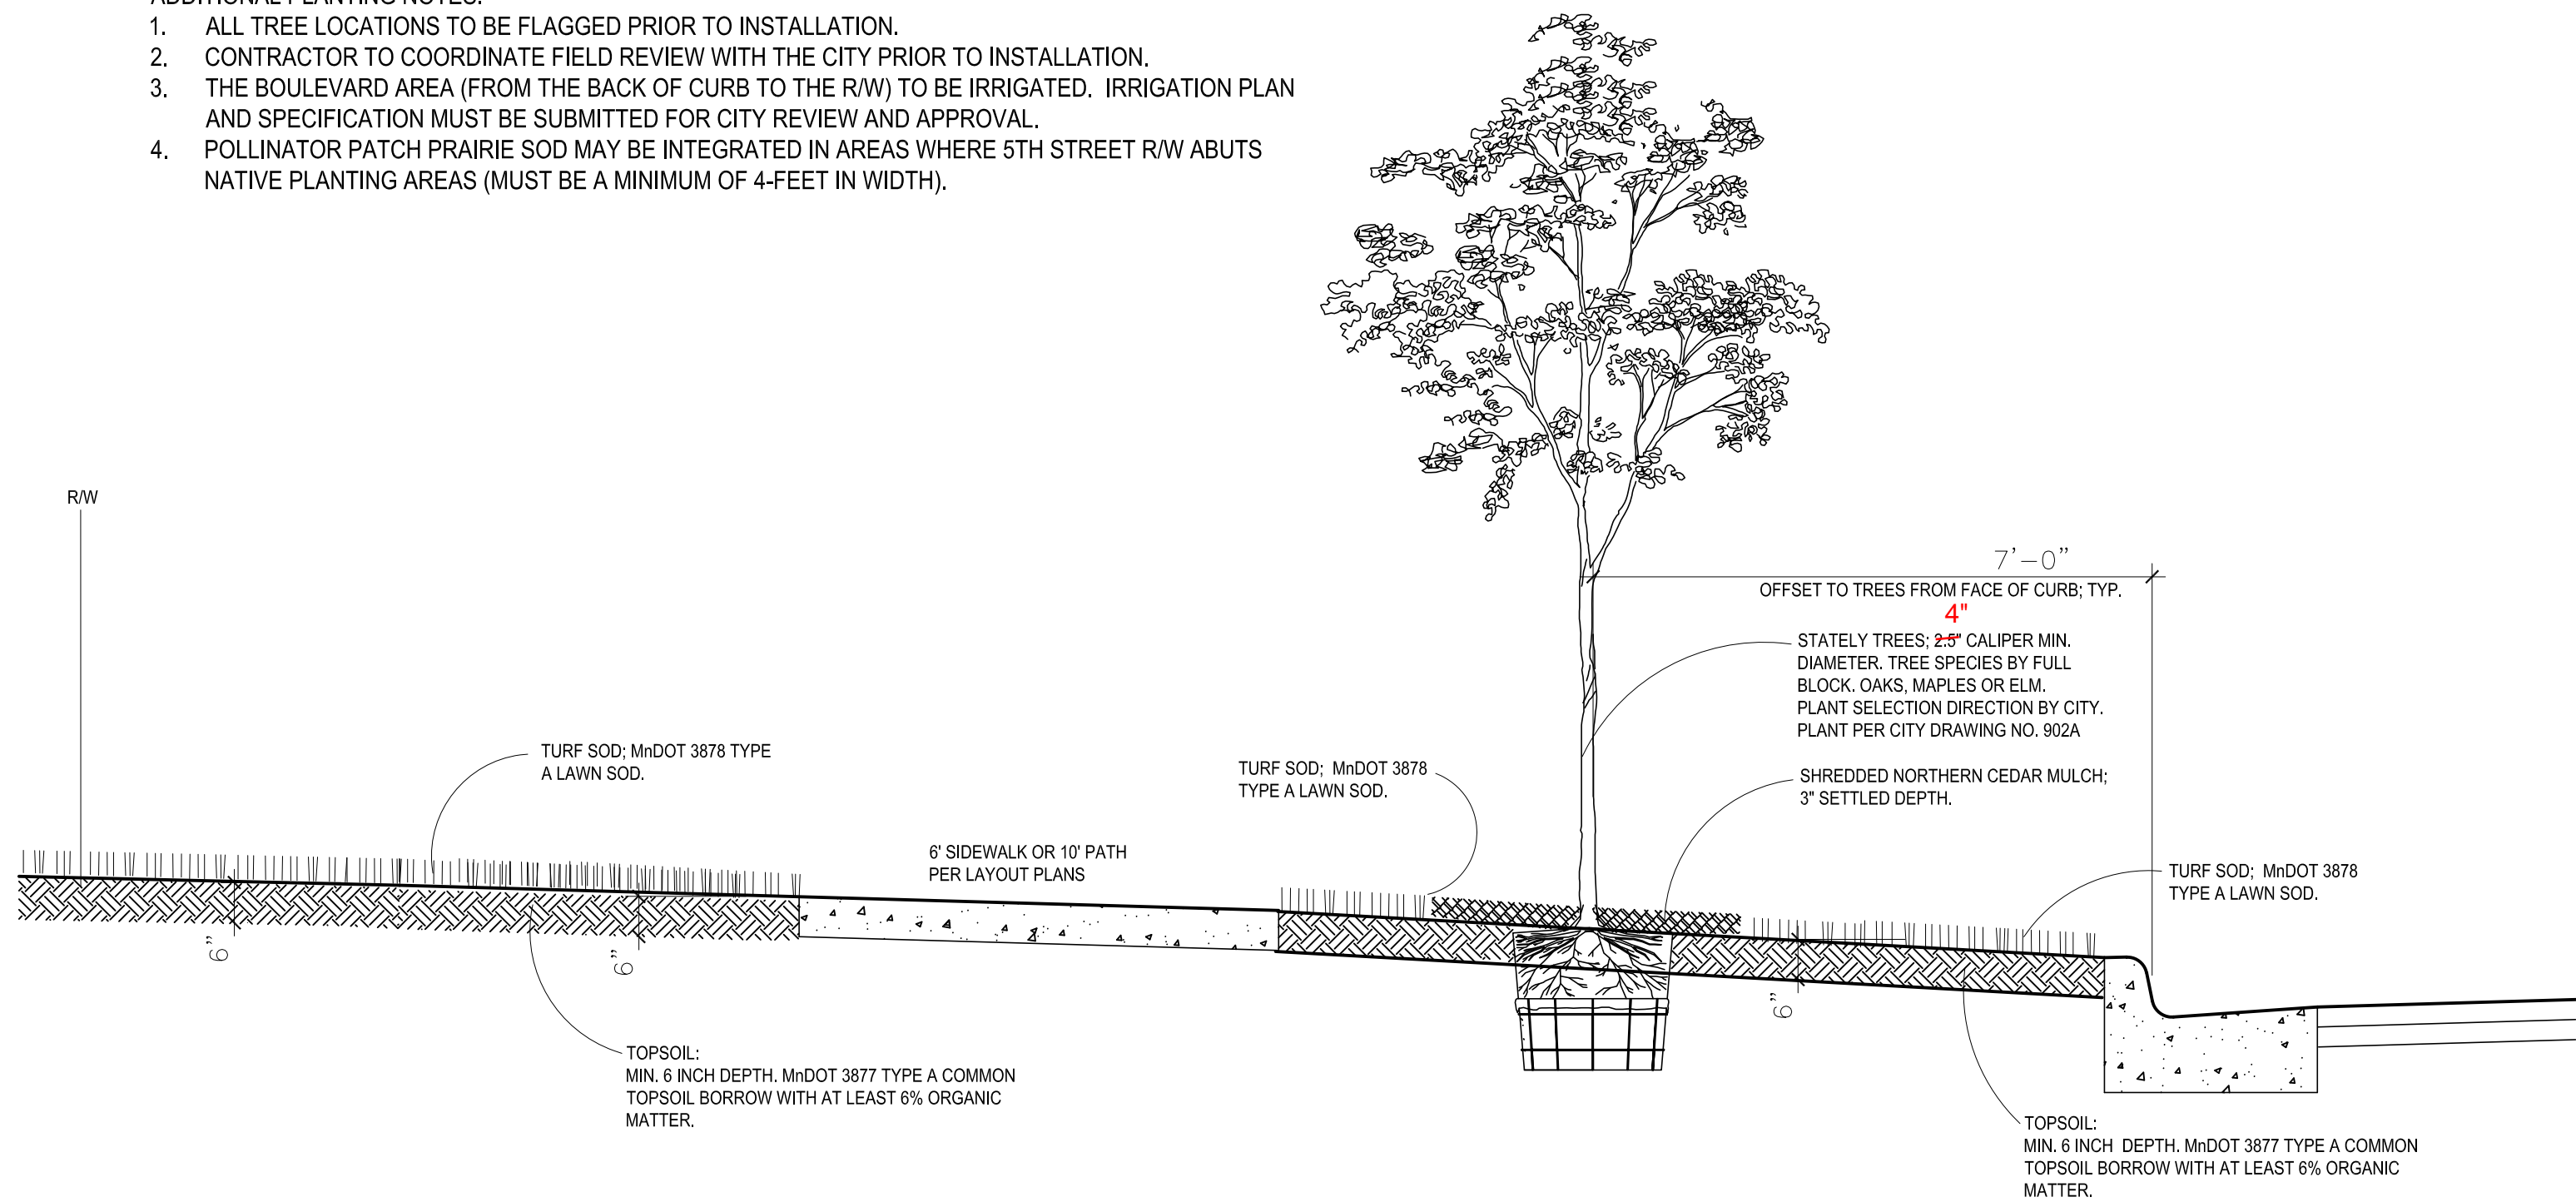 ADDITIONAL PLANTING NOTES:
1. ALL TREE LOCATIONS TO BE FLAGGED PRIOR TO INSTALLATION.
2. CONTRACTOR TO COORDINATE FIELD REVIEW WITH THE CITY PRIOR TO INSTALLATION.
3. THE BOULEVARD AREA (FROM THE BACK OF CURB TO THE R/W) TO BE IRRIGATED. IRRIGATION PLAN
AND SPECIFICATION MUST BE SUBMITTED FOR CITY REVIEW AND APPROVAL.
4. POLLINATOR PATCH PRAIRIE SOD MAY BE INTEGRATED IN AREAS WHERE 5TH STREET R/W ABUTS
NATIVE PLANTING AREAS (MUST BE A MINIMUM OF 4-FEET IN WIDTH).
R/W
7'-0"
OFFSET TO TREES FROM FACE OF CURB; TYP.
4"
STATELY TREES; 2.5" CALIPER MIN.
DIAMETER. TREE SPECIES BY FULL
BLOCK. OAKS, MAPLES OR ELM.
PLANT SELECTION DIRECTION BY CITY.
PLANT PER CITY DRAWING NO. 902A
TURF SOD; MnDOT 3878 TYPE
A LAWN SOD.
TURF SOD; MnDOT 3878
TYPE A LAWN SOD.
SHREDDED NORTHERN CEDAR MULCH;
3" SETTLED DEPTH.
6' SIDEWALK OR 10' PATH
PER LAYOUT PLANS
TURF SOD; MnDOT 3878
TYPE A LAWN SOD.
6"
6"
6"
TOPSOIL:
MIN. 6 INCH DEPTH. MnDOT 3877 TYPE A COMMON
TOPSOIL BORROW WITH AT LEAST 6% ORGANIC
MATTER.
TOPSOIL:
MIN. 6 INCH DEPTH. MnDOT 3877 TYPE A COMMON
TOPSOIL BORROW WITH AT LEAST 6% ORGANIC
MATTER.